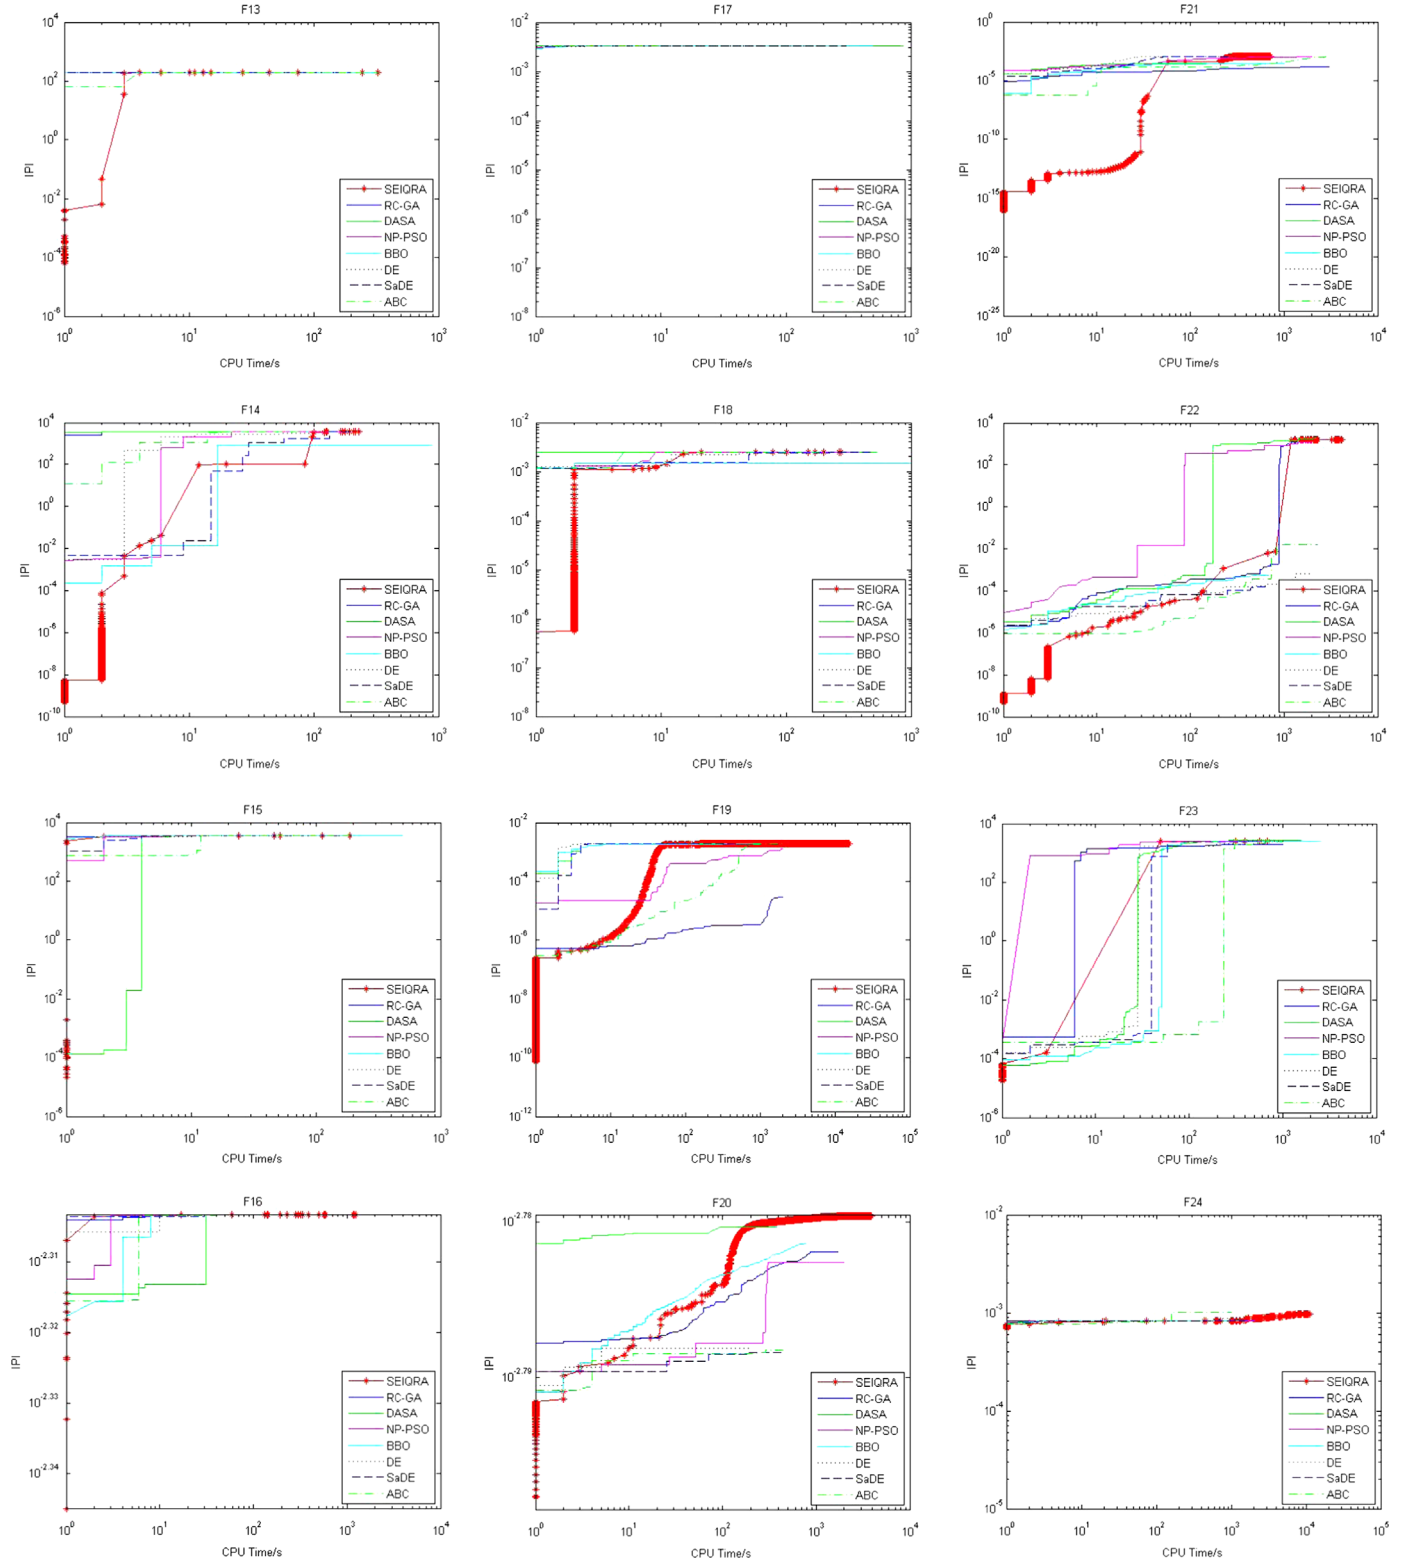 F13
10^4
10^2
10^0
10^-2
10^-4
10^-6
IPI
SEIQRA
RC-GA
DASA
NP-PSO
BBO
DE
SaDE
ABC
10^0 10^1 10^2 10^3
CPU Time/s
F17
10^-2
10^-3
10^-4
10^-5
10^-6
10^-7
10^-8
IPI
SEIQRA
RC-GA
DASA
NP-PSO
BBO
DE
SaDE
ABC
10^0 10^1 10^2 10^3
CPU Time/s
F21
10^0
10^-5
10^-10
10^-15
10^-20
10^-25
IPI
SEIQRA
RC-GA
DASA
NP-PSO
BBO
DE
SaDE
ABC
10^0 10^1 10^2 10^3 10^4
CPU Time/s
F14
10^4
10^2
10^0
10^-2
10^-4
10^-6
10^-8
10^-10
IPI
SEIQRA
RC-GA
DASA
NP-PSO
BBO
DE
SaDE
ABC
10^0 10^1 10^2 10^3
CPU Time/s
F18
10^-2
10^-3
10^-4
10^-5
10^-6
10^-7
10^-8
IPI
SEIQRA
RC-GA
DASA
NP-PSO
BBO
DE
SaDE
ABC
10^0 10^1 10^2 10^3
CPU Time/s
F22
10^4
10^2
10^0
10^-2
10^-4
10^-6
10^-8
10^-10
IPI
SEIQRA
RC-GA
DASA
NP-PSO
BBO
DE
SaDE
ABC
10^0 10^1 10^2 10^3 10^4
CPU Time/s
F15
10^4
10^2
10^0
10^-2
10^-4
10^-6
IPI
SEIQRA
RC-GA
DASA
NP-PSO
BBO
DE
SaDE
ABC
10^0 10^1 10^2 10^3
CPU Time/s
F19
10^-2
10^-4
10^-6
10^-8
10^-10
10^-12
IPI
SEIQRA
RC-GA
DASA
NP-PSO
BBO
DE
SaDE
ABC
10^0 10^1 10^2 10^3 10^4 10^5
CPU Time/s
F23
10^4
10^2
10^0
10^-2
10^-4
10^-6
IPI
SEIQRA
RC-GA
DASA
NP-PSO
BBO
DE
SaDE
ABC
10^0 10^1 10^2 10^3 10^4
CPU Time/s
F16
10^-2.31
10^-2.32
10^-2.33
10^-2.34
IPI
SEIQRA
RC-GA
DASA
NP-PSO
BBO
DE
SaDE
ABC
10^0 10^1 10^2 10^3 10^4
CPU Time/s
F20
10^-2.78
10^-2.79
IPI
SEIQRA
RC-GA
DASA
NP-PSO
BBO
DE
SaDE
ABC
10^0 10^1 10^2 10^3 10^4
CPU Time/s
F24
10^-2
10^-3
10^-4
10^-5
IPI
SEIQRA
RC-GA
DASA
NP-PSO
BBO
DE
SaDE
ABC
10^0 10^1 10^2 10^3 10^4 10^5
CPU Time/s